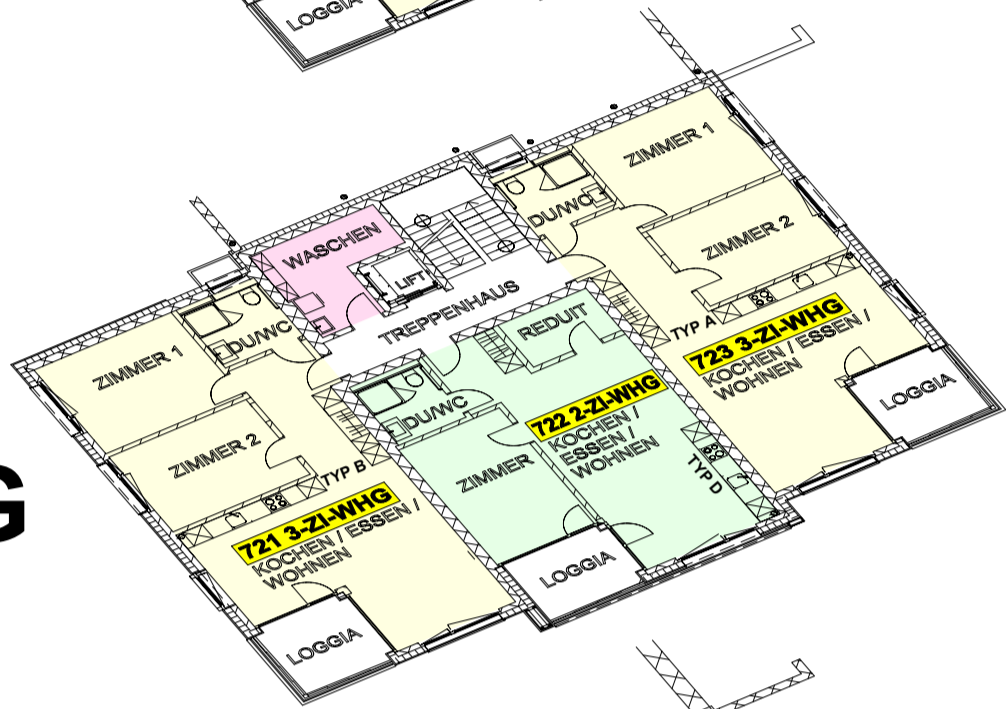 LOGGIA
ZIMMER 1
DU/WC
ZIMMER 2
WASCHEN
LIFT
TREPPENHAUS
REDUIT
TYP A
723 3-ZI-WHG
KOCHEN / ESSEN /
WOHNEN
LOGGIA
ZIMMER 1
DU/WC
ZIMMER 2
TYP B
721 3-ZI-WHG
KOCHEN / ESSEN /
WOHNEN
LOGGIA
DU/WC
722 2-ZI-WHG
KOCHEN /
ESSEN /
WOHNEN
ZIMMER
TYP D
LOGGIA
G